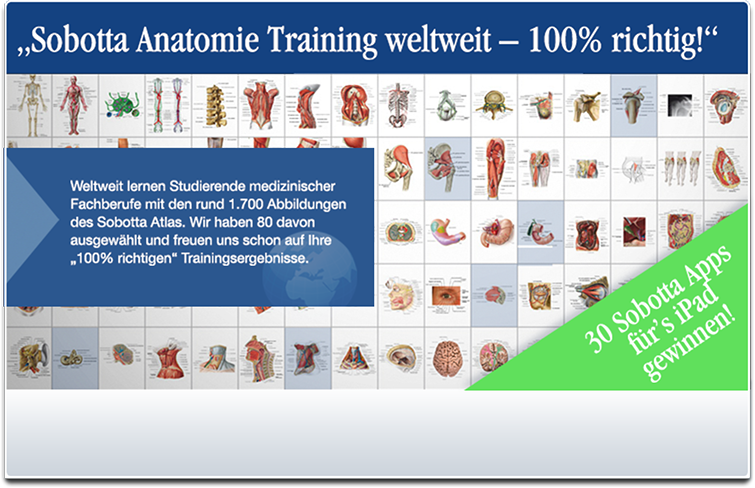 „Sobotta Anatomie Training weltweit – 100% richtig!“
Weltweit lernen Studierende medizinischer
Fachberufe mit den rund 1.700 Abbildungen
des Sobotta Atlas. Wir haben 80 davon
ausgewählt und freuen uns schon auf Ihre
„100% richtigen“ Trainingsergebnisse.
30 Sobotta Apps
für's iPad
gewinnen!